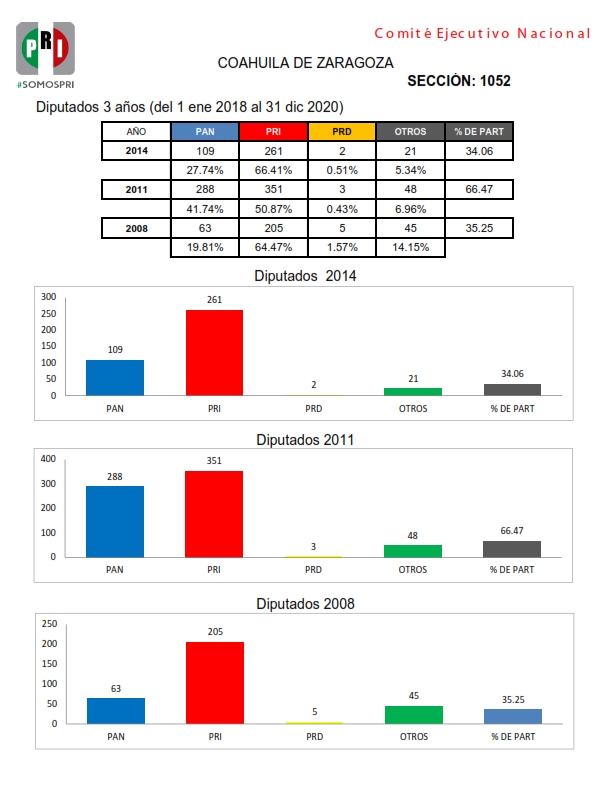 Comité Ejecutivo Nacional
PRI
#SOMOSPRI
COAHUILA DE ZARAGOZA
SECCIÓN: 1052
Diputados 3 años (del 1 ene 2018 al 31 dic 2020)
AÑO PAN PRI PRD OTROS % DE PART
2014 109 261 2 21 34.06
27.74% 66.41% 0.51% 5.34%
2011 288 351 3 48 66.47
41.74% 50.87% 0.43% 6.96%
2008 63 205 5 45 35.25
19.81% 64.47% 1.57% 14.15%
Diputados 2014
300
250
200
150
100
50
0
109 261 2 21 34.06
PAN PRI PRD OTROS % DE PART
Diputados 2011
400
300
200
100
0
288 351 3 48 66.47
PAN PRI PRD OTROS % DE PART
Diputados 2008
250
200
150
100
50
0
63 205 5 45 35.25
PAN PRI PRD OTROS % DE PART